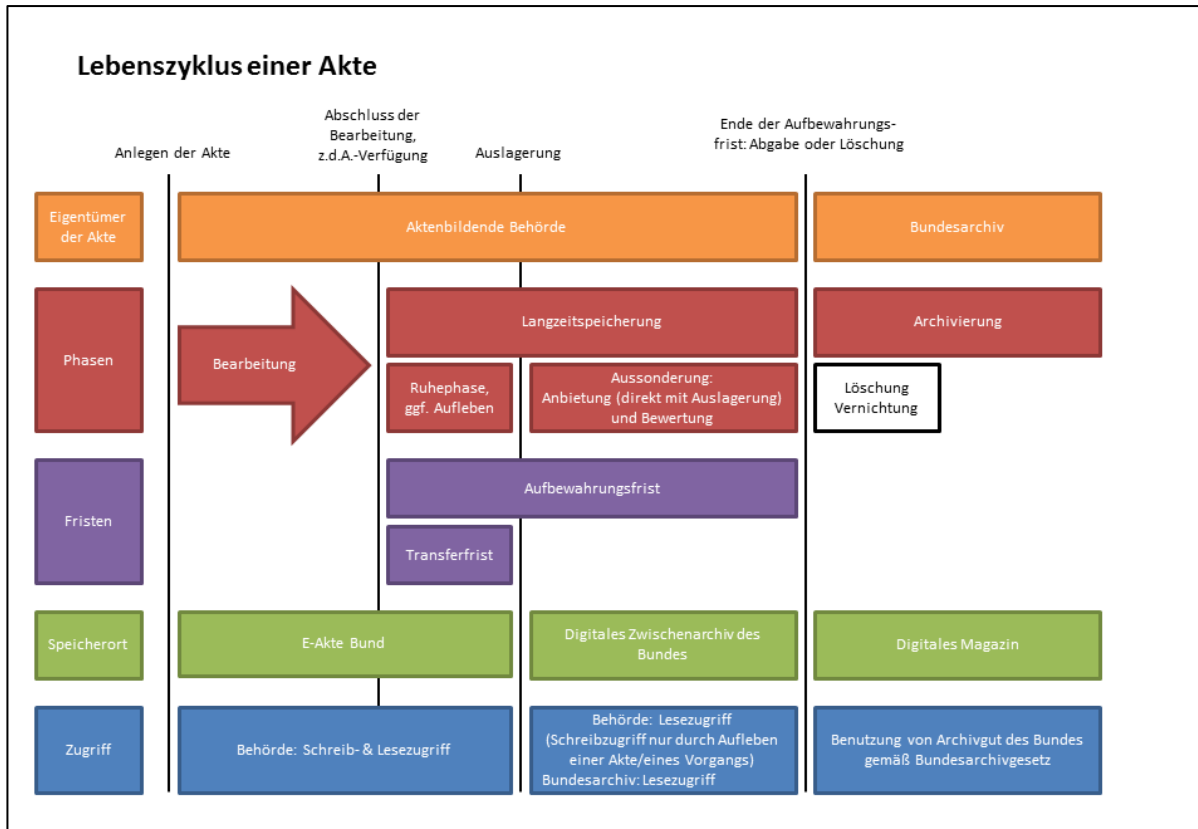 Lebenszyklus einer Akte
Anlegen der Akte
Abschluss der
Bearbeitung,
z.d.A.-Verfügung
Auslagerung
Ende der Aufbewahrungs-
frist: Abgabe oder Löschung
Eigentümer
der Akte
Aktenbildende Behörde
Bundesarchiv
Phasen
Bearbeitung
Langzeitspeicherung
Archivierung
Ruhephase,
ggf. Aufleben
Aussonderung:
Anbietung (direkt mit Auslagerung)
und Bewertung
Löschung
Vernichtung
Fristen
Aufbewahrungsfrist
Transferfrist
Speicherort
E-Akte Bund
Digitales Zwischenarchiv des
Bundes
Digitales Magazin
Zugriff
Behörde: Schreib- & Lesezugriff
Behörde: Lesezugriff
(Schreibzugriff nur durch Aufleben
einer Akte/eines Vorgangs)
Bundesarchiv: Lesezugriff
Benutzung von Archivgut des Bundes
gemäß Bundesarchivgesetz